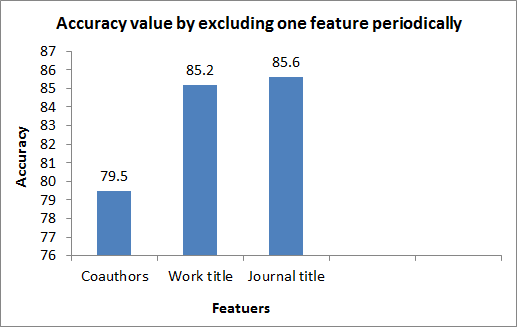 Accuracy value by excluding one feature periodically
87
86
85
84
83
82
81
80
79
78
77
76
Accuracy
79.5
85.2
85.6
Coauthors
Work title
Journal title
Featuers